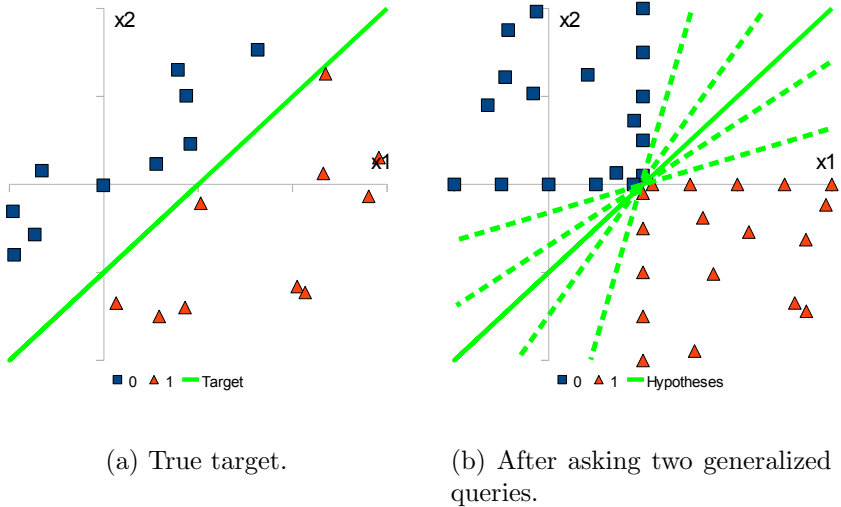 x2
x1
0 1 Target
x2
x1
0 1 Hypotheses
(a) True target.
(b) After asking two generalized
queries.